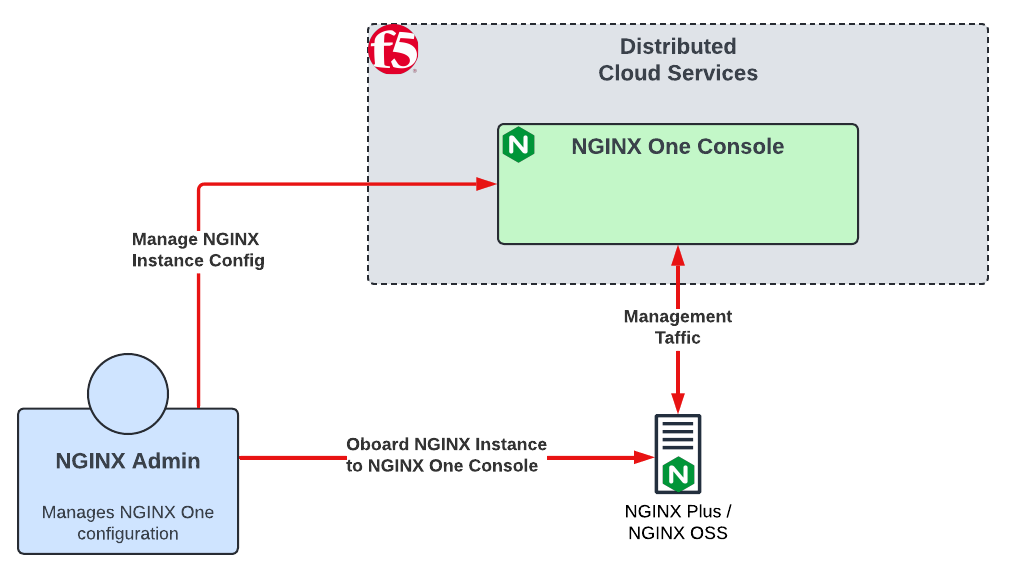 f5
Distributed
Cloud Services
N
NGINX One Console
Manage NGINX
Instance Config
Management
Taffic
NGINX Admin
Manages NGINX One
configuration
Oboard NGINX Instance
to NGINX One Console
N
NGINX Plus /
NGINX OSS